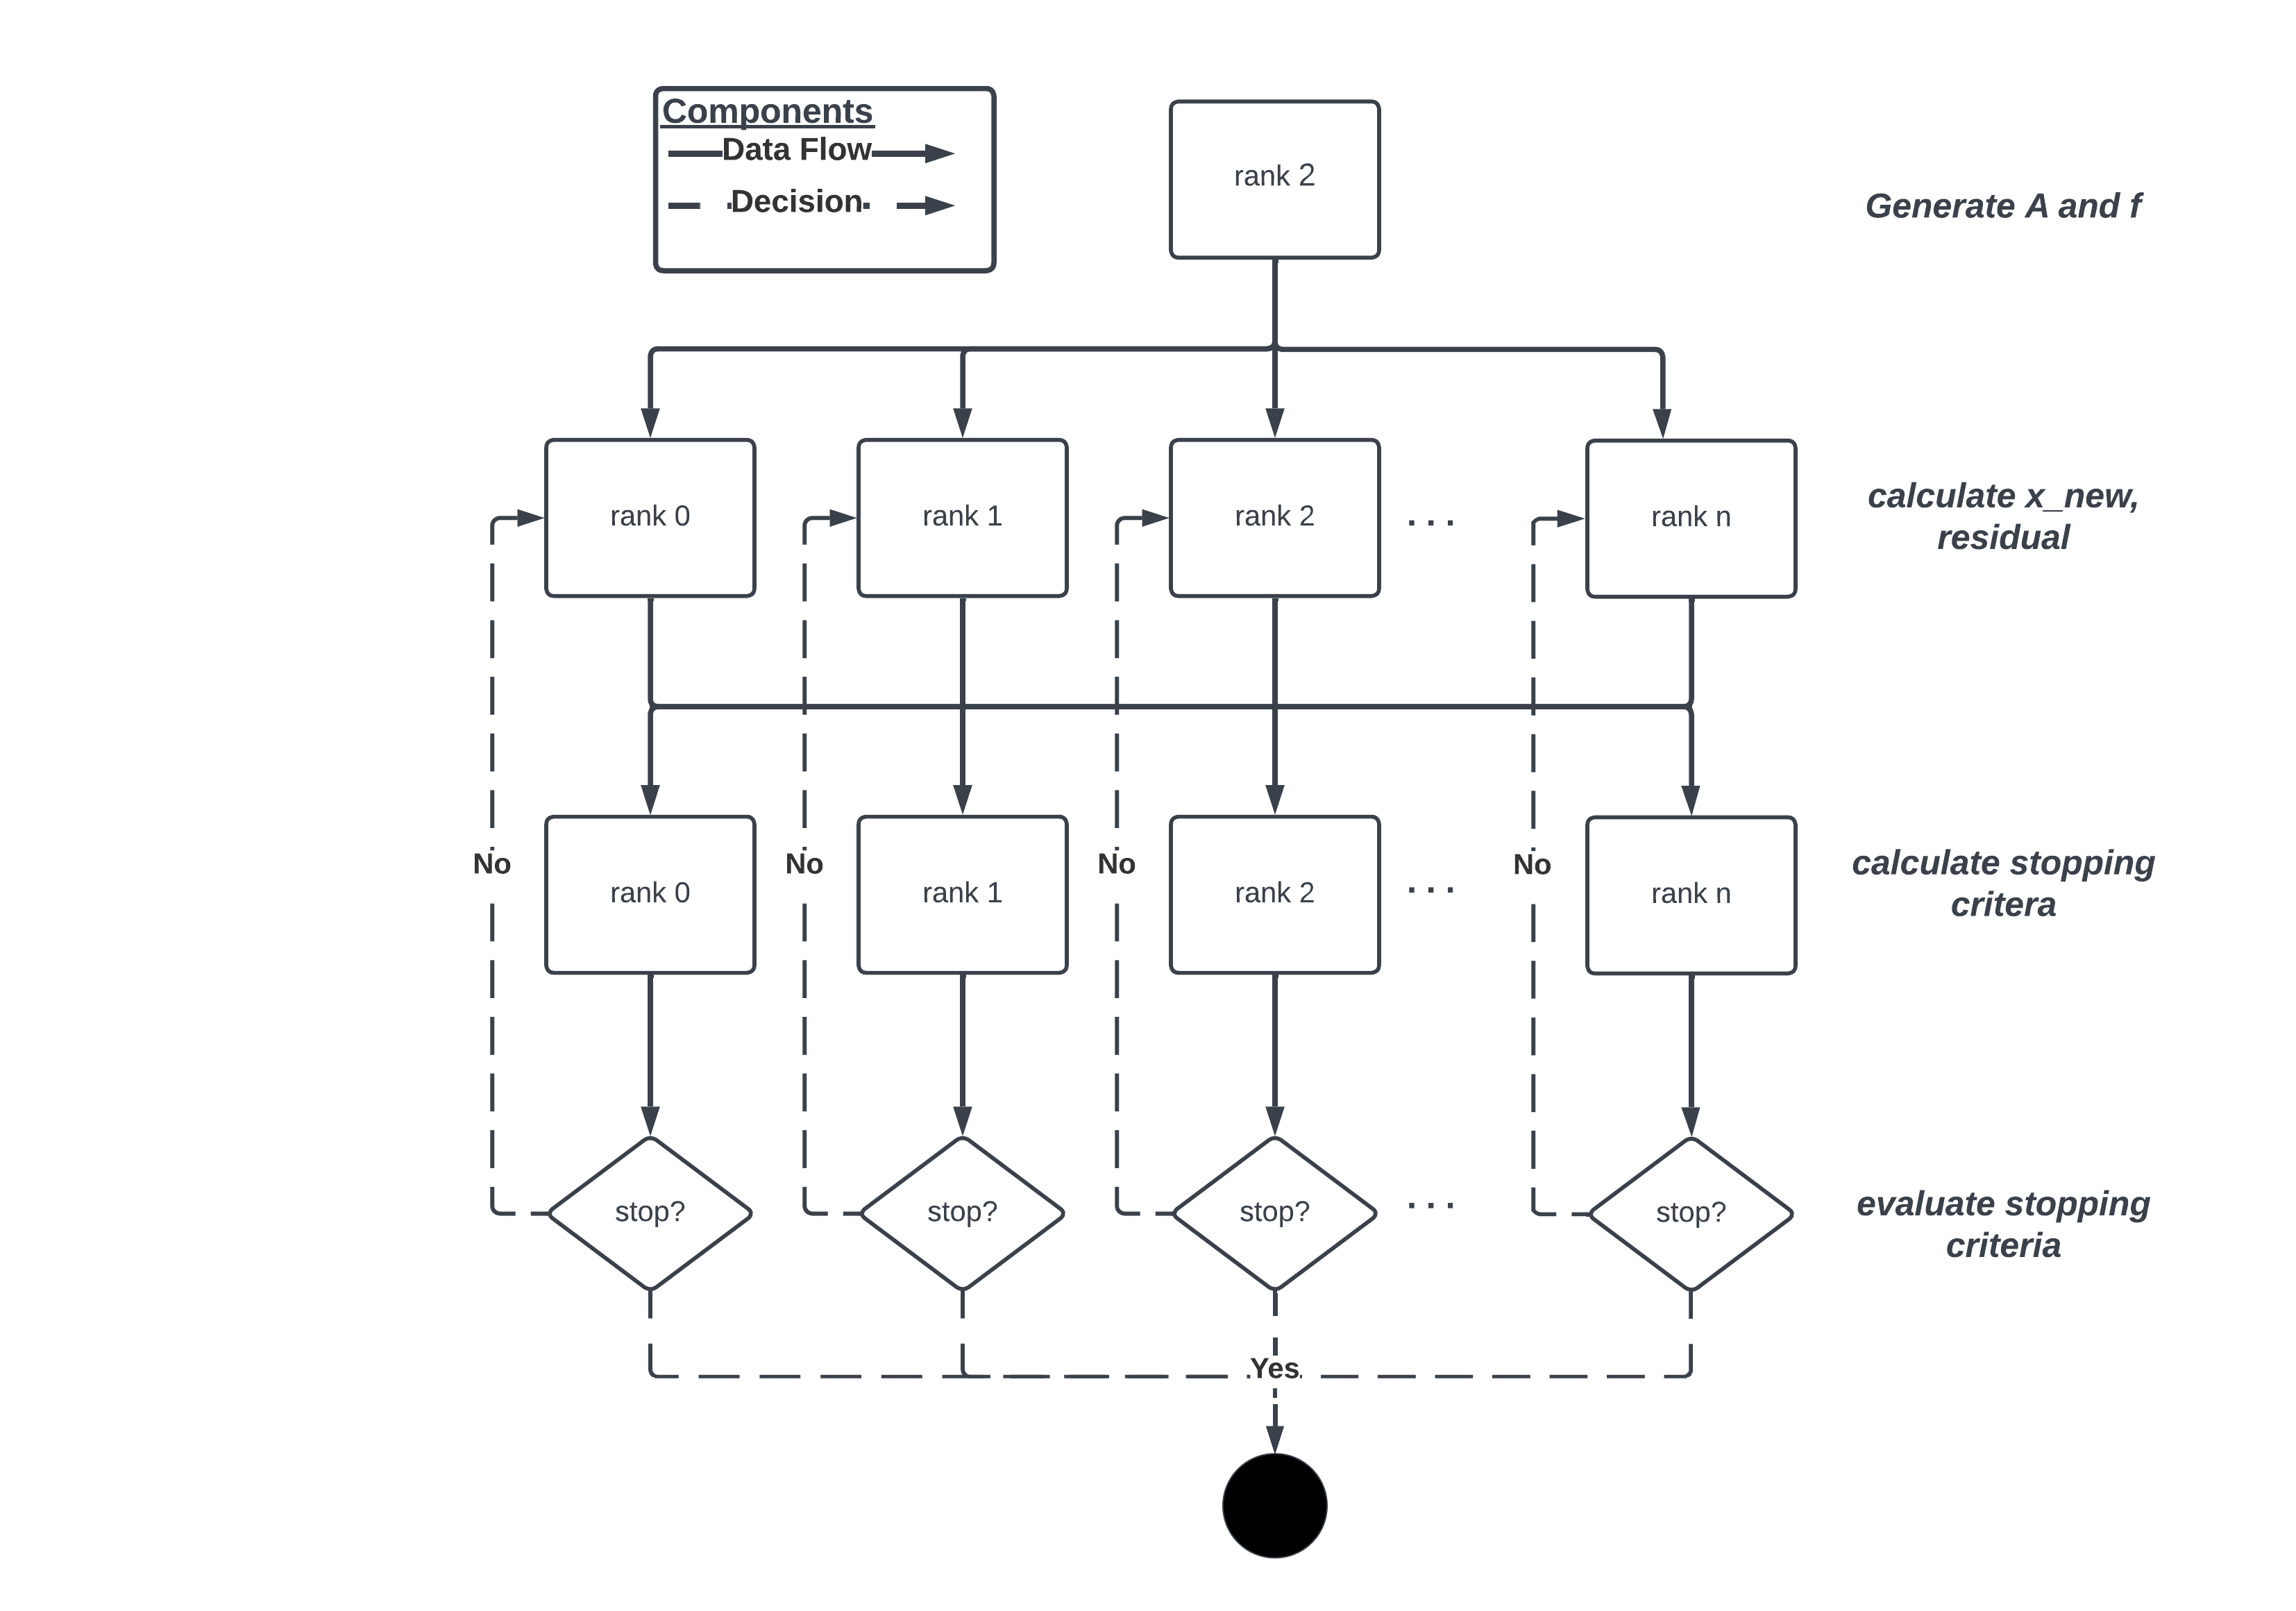 Components
Data Flow
Decision
rank 2
Generate A and f
rank 0
rank 1
rank 2
. . .
rank n
calculate x_new,
residual
No
No
No
No
rank 0
rank 1
rank 2
. . .
rank n
calculate stopping
critera
stop?
stop?
stop?
. . .
stop?
evaluate stopping
criteria
Yes